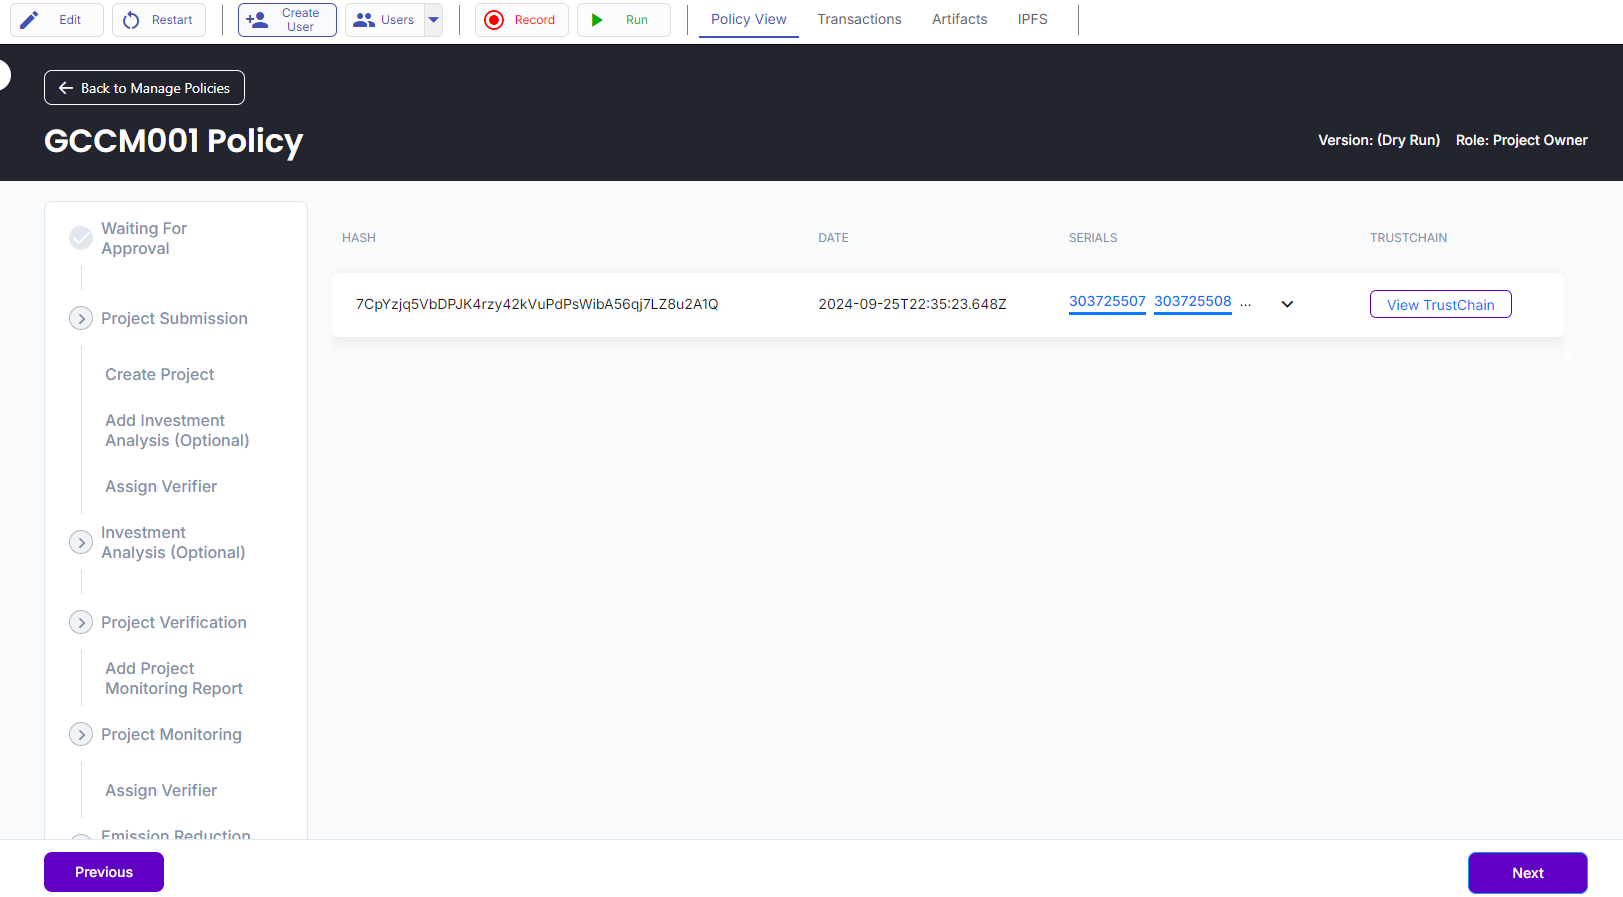 Edit
Restart
Create
User
Users
Record
Run
Policy View
Transactions
Artifacts
IPFS
Back to Manage Policies
GCCM001 Policy
Version: (Dry Run)
Role: Project Owner
Waiting For
Approval
Project Submission
Create Project
Add Investment
Analysis (Optional)
Assign Verifier
Investment
Analysis (Optional)
Project Verification
Add Project
Monitoring Report
Project Monitoring
Assign Verifier
Emission Reduction
HASH
DATE
SERIALS
TRUSTCHAIN
7CpYzjq5VbDPJK4rzy42kVuPdPsWibA56qj7LZ8u2A1Q
2024-09-25T22:35:23.648Z
303725507 303725508 ...
View TrustChain
Previous
Next